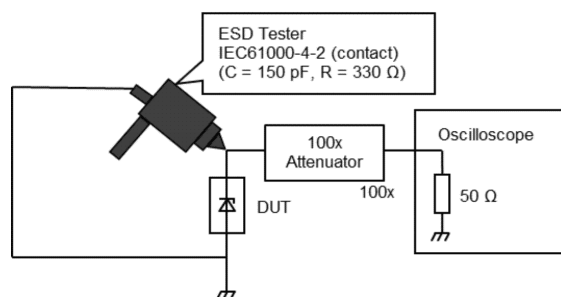 ESD Tester
IEC61000-4-2 (contact)
(C = 150 pF, R = 330 Ω)
100x
Attenuator
Oscilloscope
100x
50 Ω
DUT